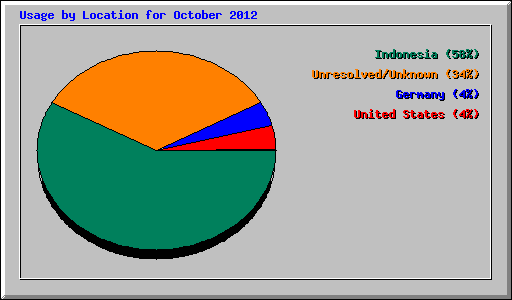 Usage by Location for October 2012
Indonesia (58%)
Unresolved/Unknown (34%)
Germany (4%)
United States (4%)